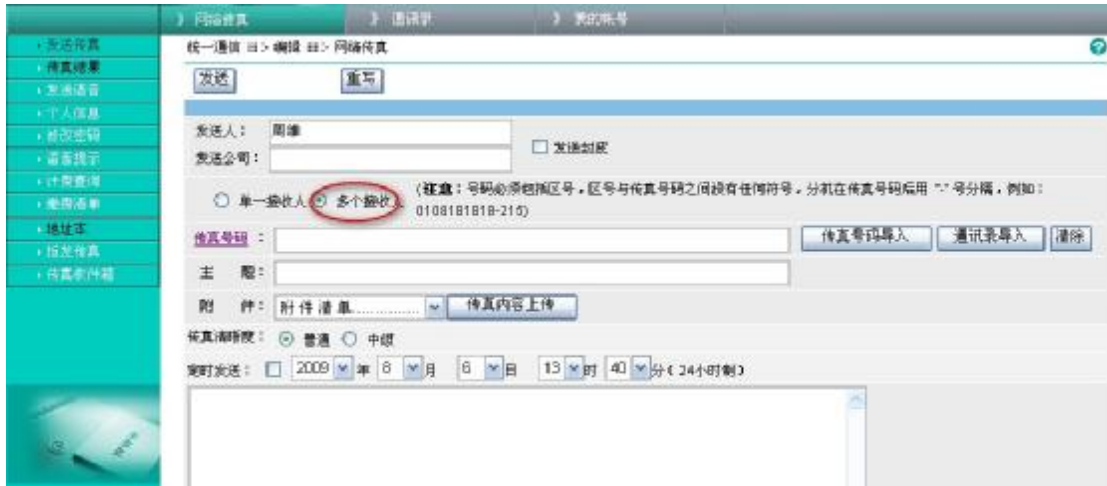 网络传真
通讯录
我的帐号
发送传真
传真结果
发送语音
个人信息
修改密码
语音提示
计费查询
使用清单
地址本
传真收件箱
统一通信 > 编辑 > 网络传真
发送
重写
发送人：
发送公司：
发送封皮
单一接收人 多个接收人
(注意：号码必须包括区号，区号与传真号码之间没有任何符号，分机在传真号码后用 "-" 号分隔，例如：
0108181818-215)
传真号码 ：
传真号码导入 通讯录导入 清除
主 题：
附 件： 附件清单.............. 传真内容上传
传真清晰度： 普通 中级
定时发送： 2009 年 8 月 6 日 13 时 40 分( 24小时制)